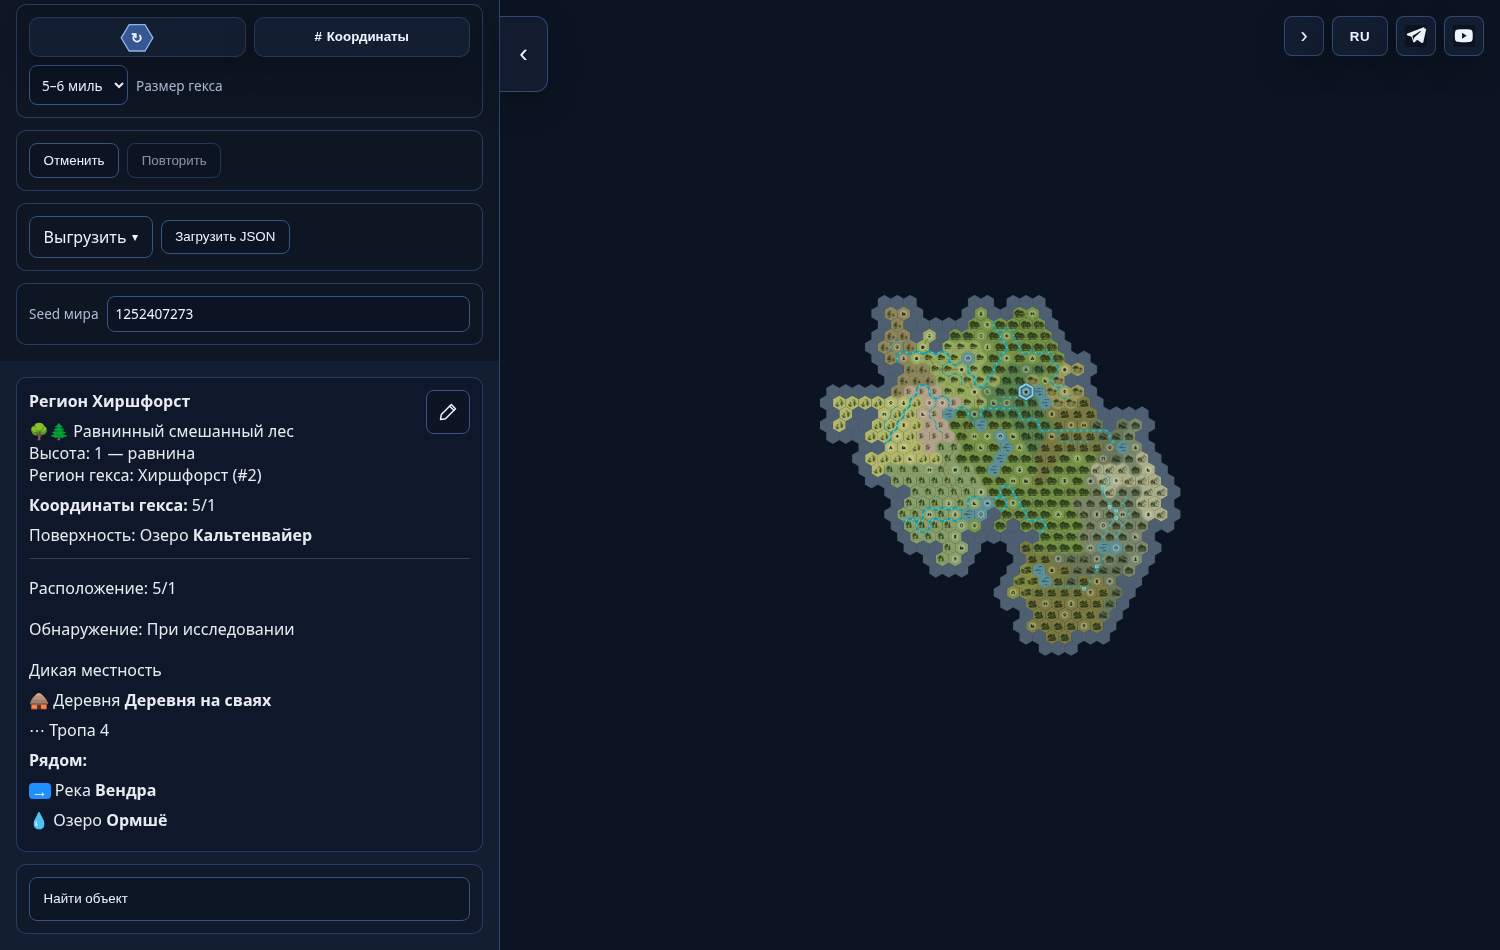 # Координаты
5–6 миль Размер гекса
Отменить Повторить
Выгрузить Загрузить JSON
Seed мира 1252407273
Регион Хиршфорст
Равнинный смешанный лес
Высота: 1 — равнина
Регион гекса: Хиршфорст (#2)
Координаты гекса: 5/1
Поверхность: Озеро Кальтенвайер
Расположение: 5/1
Обнаружение: При исследовании
Дикая местность
Деревня Деревня на сваях
Тропа 4
Рядом:
Река Вендра
Озеро Ормшё
Найти объект
RU